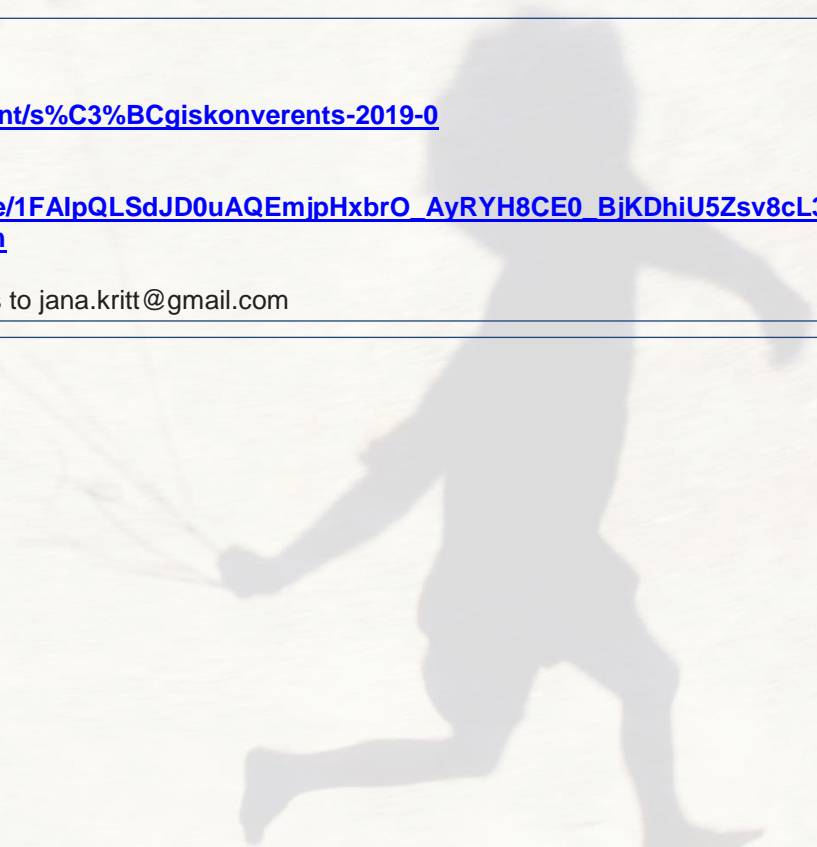 nt/s%C3%BCgiskonverents-2019-0
e/1FAIpQLSdJD0uAQEmjpHxbrO_AyRYH8CE0_BjKDhiU5Zsv8cL3
n
s to jana.kritt@gmail.com